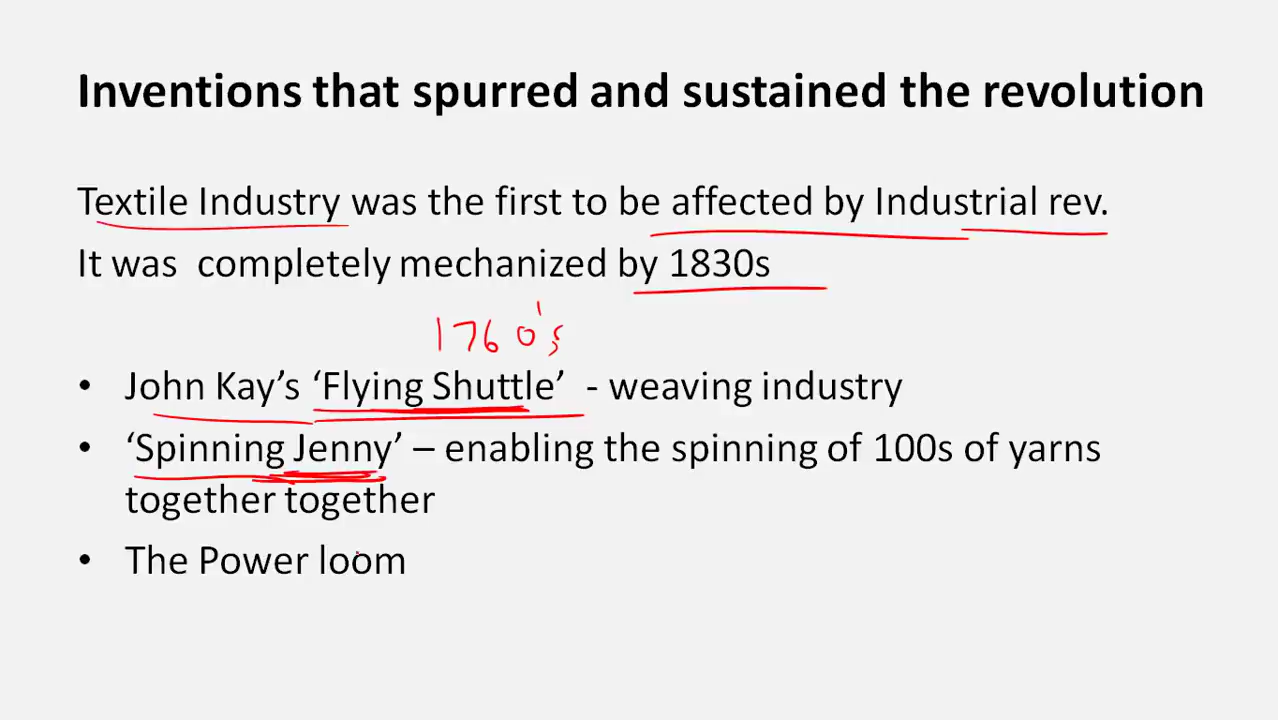 Inventions that spurred and sustained the revolution
Textile Industry was the first to be affected by Industrial rev.
It was completely mechanized by 1830s
1760's
• John Kay's ‘Flying Shuttle’ - weaving industry
• ‘Spinning Jenny’ – enabling the spinning of 100s of yarns
together together
• The Power loom